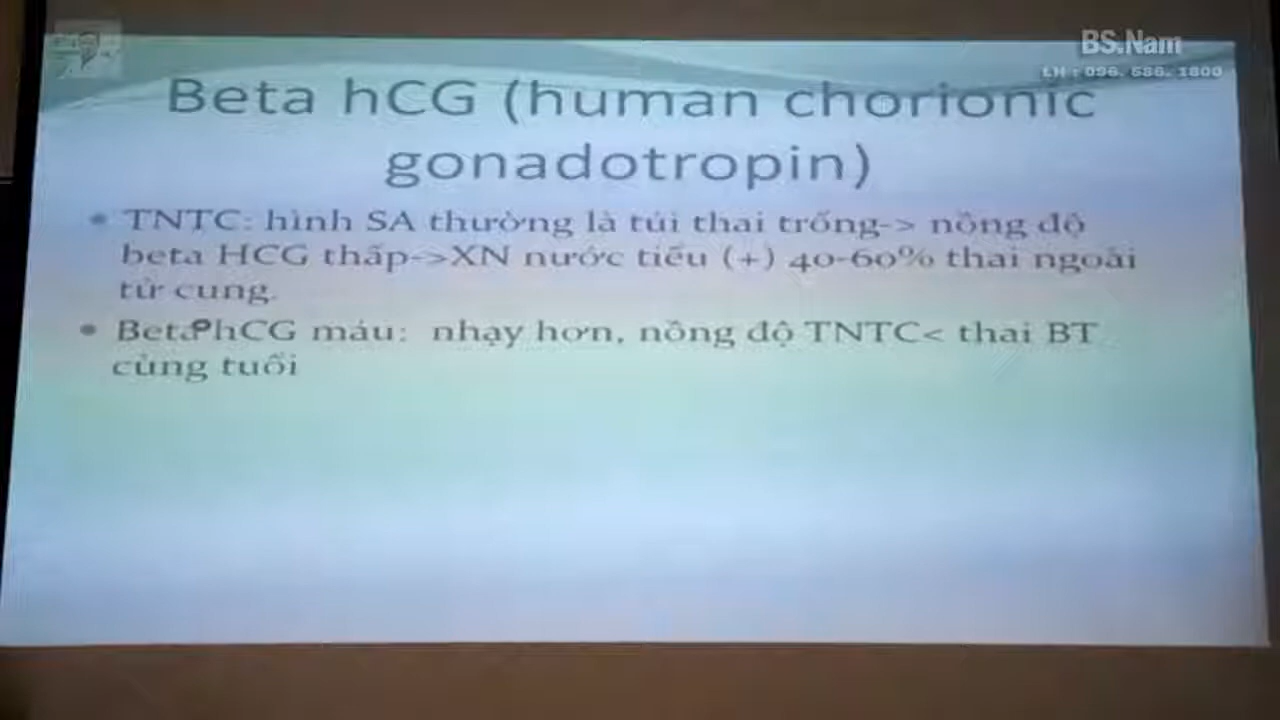 BS.Nam
LH : 096. 686. 1800
Beta hCG (human chorionic
gonadotropin)
TNTC: hình SA thường là túi thai trống-> nồng độ
beta HCG thấp->XN nước tiểu (+) 40-60% thai ngoài
tử cung.
Beta hCG máu: nhạy hơn, nồng độ TNTC< thai BT
cùng tuổi